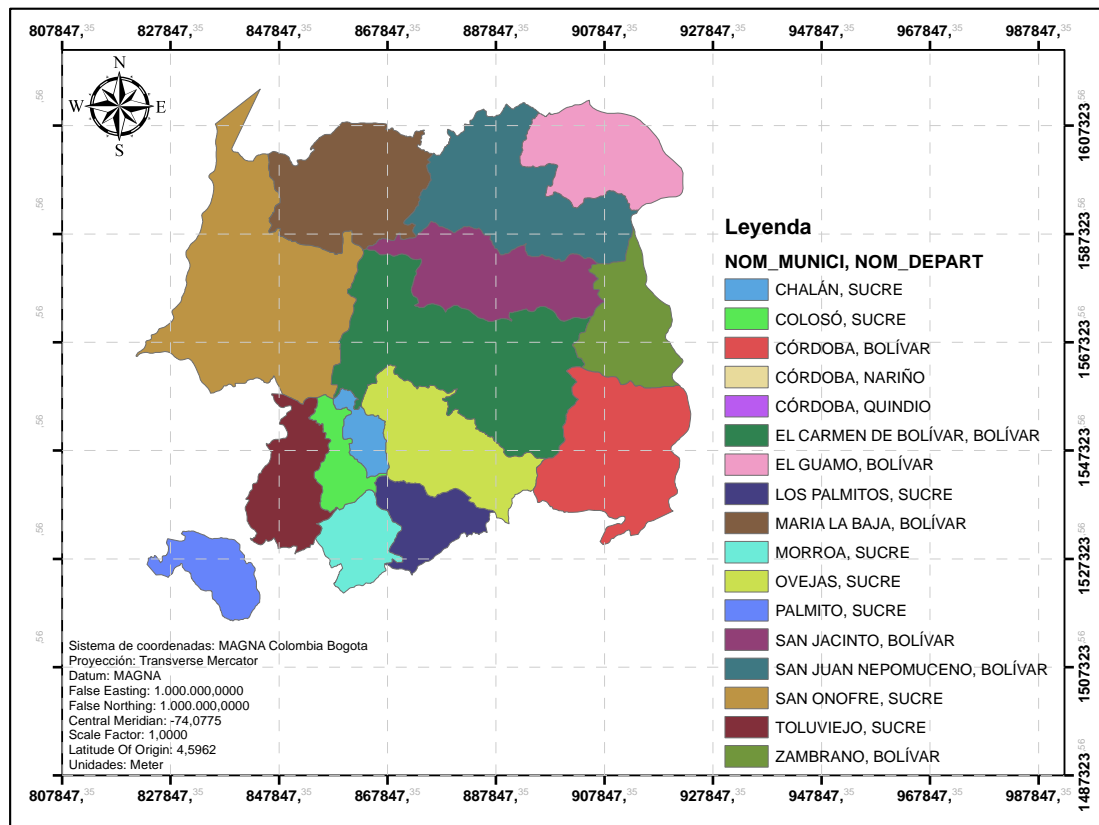 807847,35 827847,35 847847,35 867847,35 887847,35 907847,35 927847,35 947847,35 967847,35 987847,35
N
W E
S
1607323,56
1587323,56
1567323,56
1547323,56
1527323,56
1507323,56
1487323,56
Leyenda
NOM_MUNICI, NOM_DEPART
CHALÁN, SUCRE
COLOSÓ, SUCRE
CÓRDOBA, BOLÍVAR
CÓRDOBA, NARIÑO
CÓRDOBA, QUINDIO
EL CARMEN DE BOLÍVAR, BOLÍVAR
EL GUAMO, BOLÍVAR
LOS PALMITOS, SUCRE
MARIA LA BAJA, BOLÍVAR
MORROA, SUCRE
OVEJAS, SUCRE
PALMITO, SUCRE
SAN JACINTO, BOLÍVAR
SAN JUAN NEPOMUCENO, BOLÍVAR
SAN ONOFRE, SUCRE
TOLUVIEJO, SUCRE
ZAMBRANO, BOLÍVAR
Sistema de coordenadas: MAGNA Colombia Bogota
Proyección: Transverse Mercator
Datum: MAGNA
False Easting: 1.000.000,0000
False Northing: 1.000.000,0000
Central Meridian: -74,0775
Scale Factor: 1,0000
Latitude Of Origin: 4,5962
Unidades: Meter
,56
,56
,56
,56
,56
,56
807847,35 827847,35 847847,35 867847,35 887847,35 907847,35 927847,35 947847,35 967847,35 987847,35